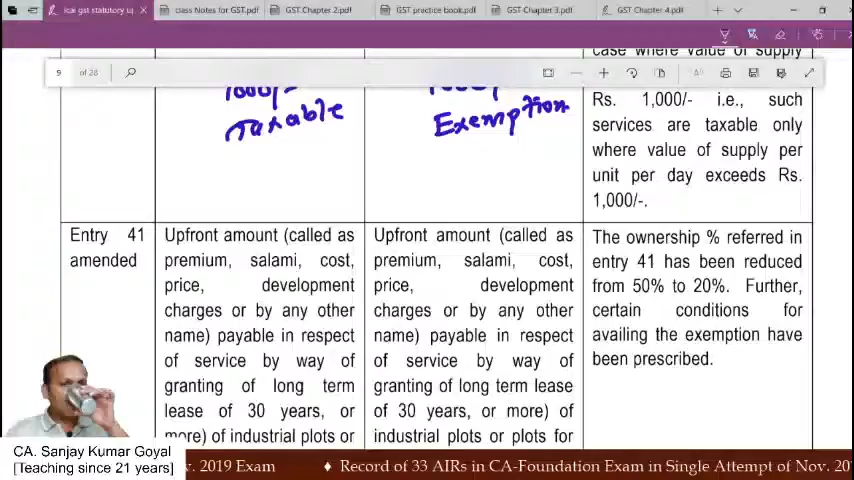 icai gst statutory up
class Notes for GST.pdf
GST Chapter 2.pdf
GST practice book.pdf
GST-Chapter 3.pdf
GST Chapter 4.pdf
9 of 28
1000/-
Taxable
Exemption
case where value of supply
Rs. 1,000/- i.e., such
services are taxable only
where value of supply per
unit per day exceeds Rs.
1,000/-.
Entry 41
amended
Upfront amount (called as
premium, salami, cost,
price, development
charges or by any other
name) payable in respect
of service by way of
granting of long term
lease of 30 years, or
more) of industrial plots or
Upfront amount (called as
premium, salami, cost,
price, development
charges or by any other
name) payable in respect
of service by way of
granting of long term lease
of 30 years, or more) of
industrial plots or plots for
The ownership % referred in
entry 41 has been reduced
from 50% to 20%. Further,
certain conditions for
availing the exemption have
been prescribed.
CA. Sanjay Kumar Goyal
[Teaching since 21 years]
v. 2019 Exam ♦ Record of 33 AIRs in CA-Foundation Exam in Single Attempt of Nov. 20